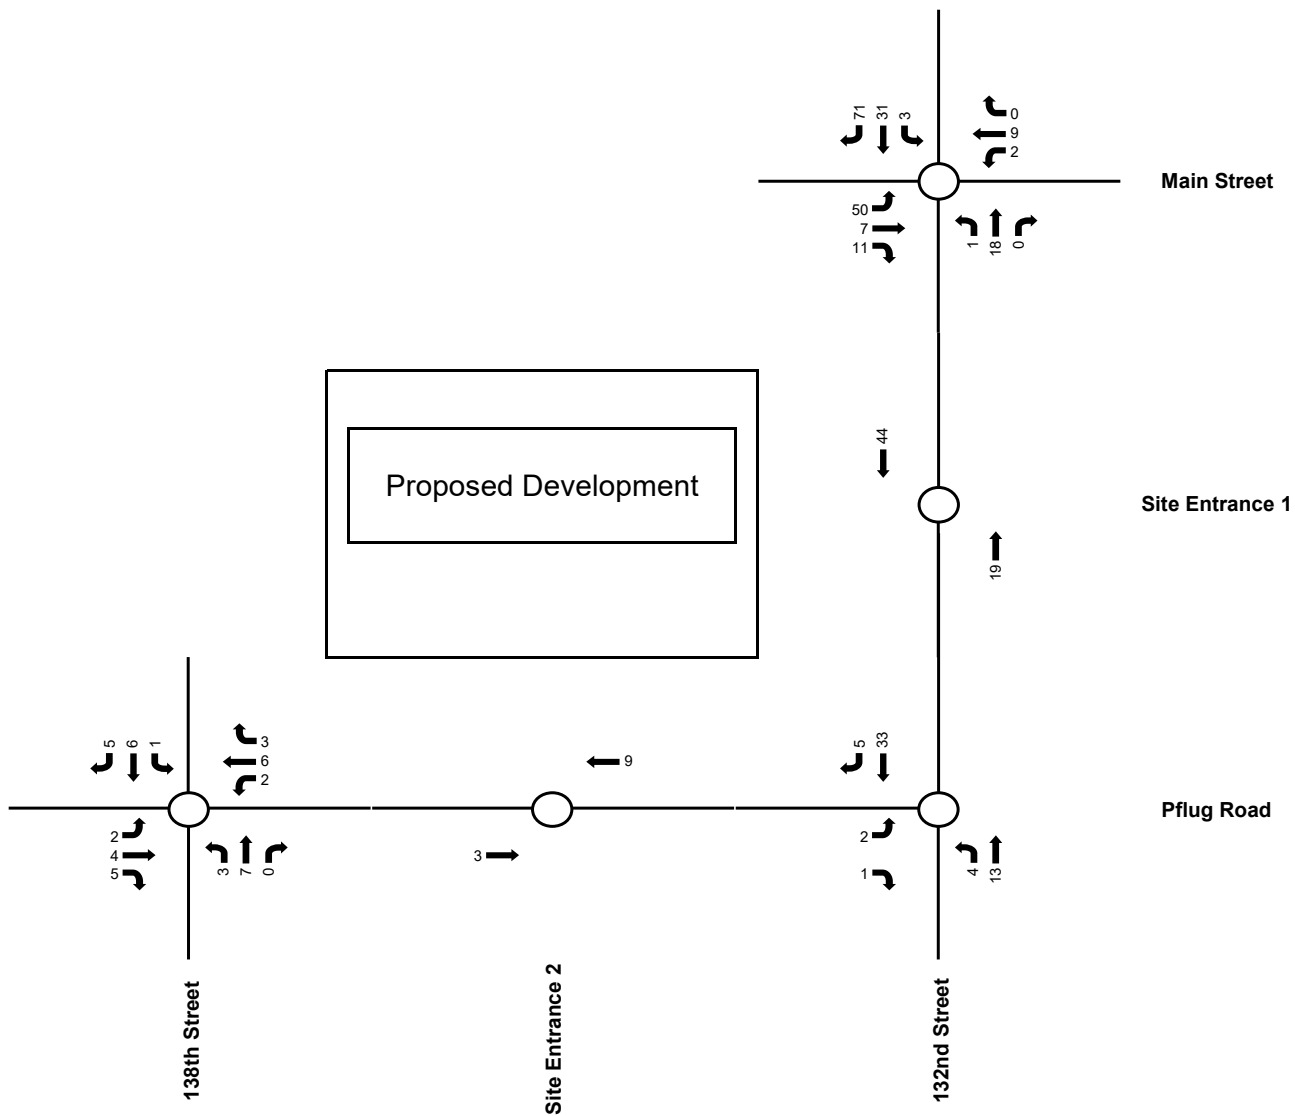 71 31 3
0
9
2
Main Street
50
7
11
1 18 0
44
Proposed Development
Site Entrance 1
19
5 6 1
3
6
2
9
5 33
Pflug Road
2
4
5
3 7 0
3
2
1
4 13
138th Street
Site Entrance 2
132nd Street